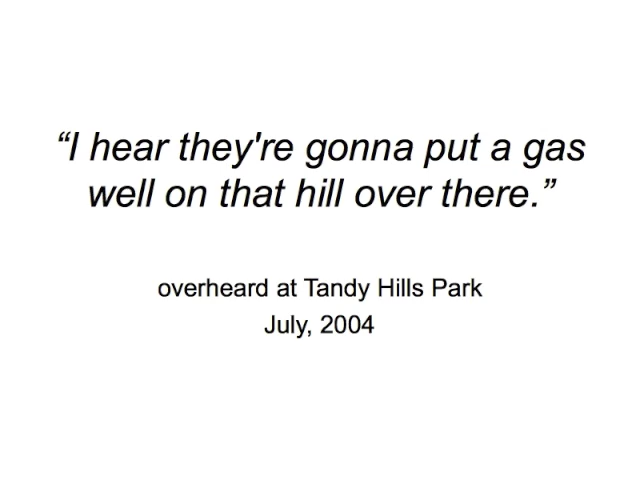 “I hear they're gonna put a gas
well on that hill over there.”
overheard at Tandy Hills Park
July, 2004